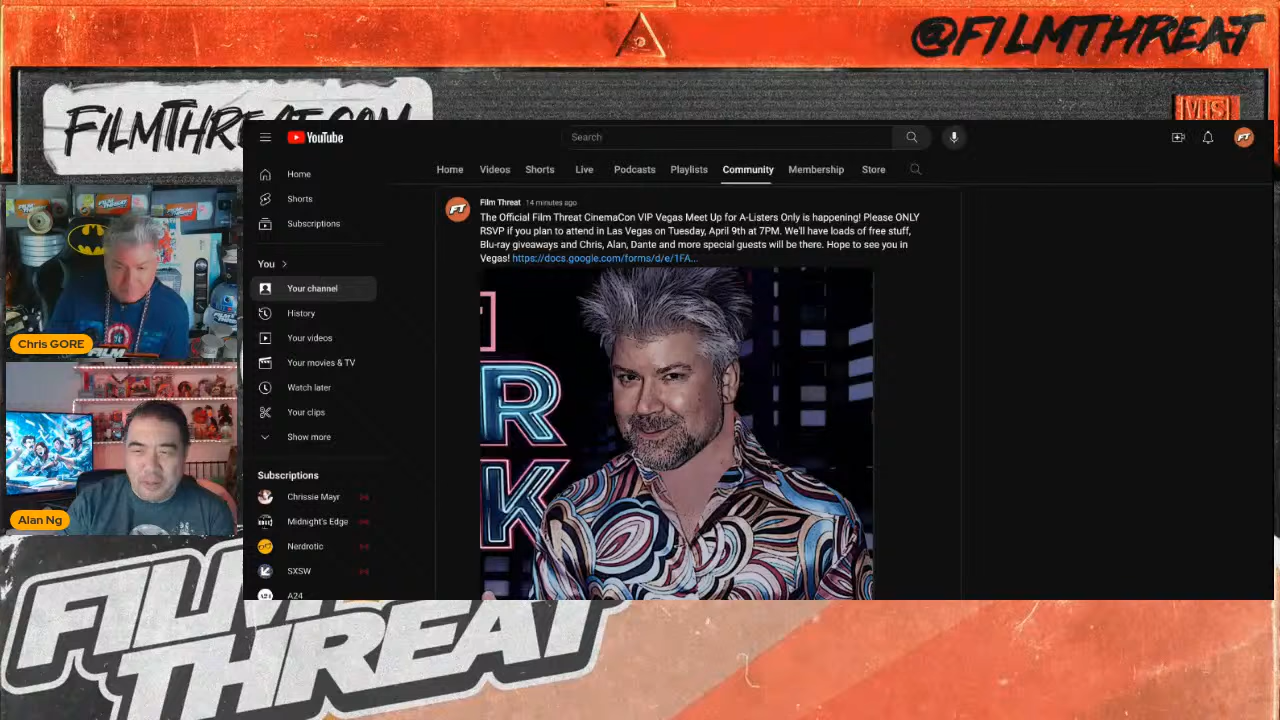 @FILMTHREAT
FILMTHREAT.COM
VIS
YouTube
Search
Home
Videos
Shorts
Live
Podcasts
Playlists
Community
Membership
Store
FT
Home
Shorts
Subscriptions
You
Your channel
History
Your videos
Your movies & TV
Watch later
Your clips
Show more
Subscriptions
Chrissie Mayr
Midnight's Edge
Nerdrotic
SXSW
A24
FT
Film Threat 14 minutes ago
The Official Film Threat CinemaCon VIP Vegas Meet Up for A-Listers Only is happening! Please ONLY
RSVP if you plan to attend in Las Vegas on Tuesday, April 9th at 7PM. We'll have loads of free stuff,
Blu-ray giveaways and Chris, Alan, Dante and more special guests will be there. Hope to see you in
Vegas! https://docs.google.com/forms/d/e/1FA...
R
K
Chris GORE
Alan Ng
FILM
THREAT